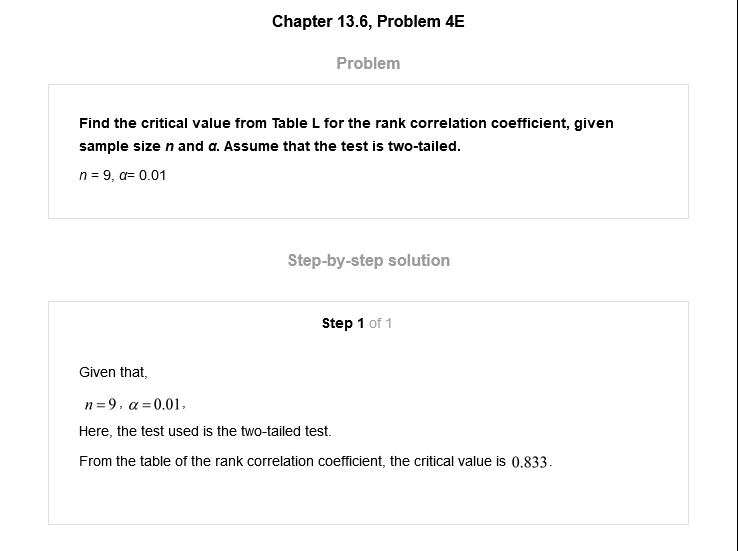 Chapter 13.6, Problem 4E
Problem
Find the critical value from Table L for the rank correlation coefficient, given
sample size n and α. Assume that the test is two-tailed.
n = 9, α= 0.01
Step-by-step solution
Step 1 of 1
Given that,
n = 9, α = 0.01,
Here, the test used is the two-tailed test.
From the table of the rank correlation coefficient, the critical value is 0.833.